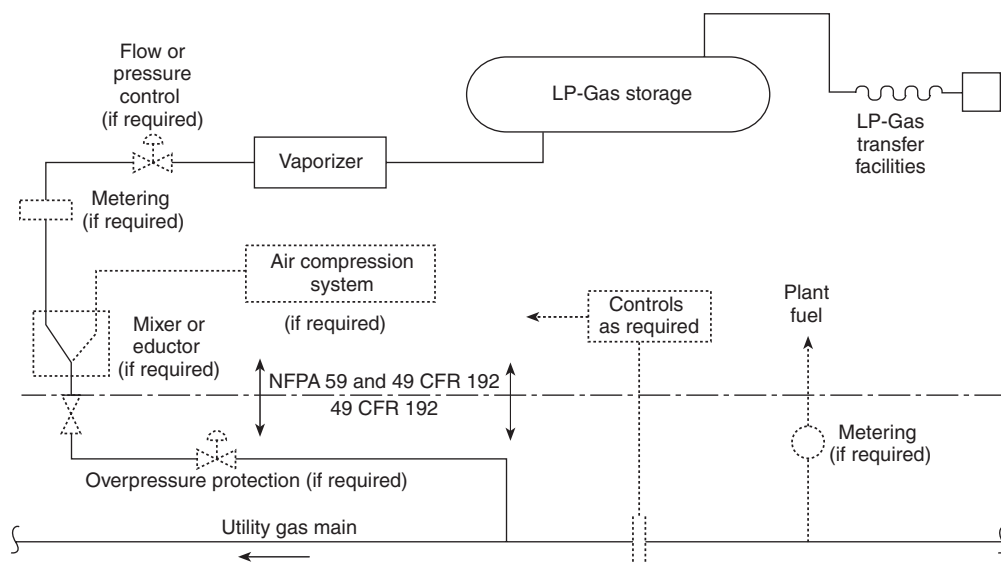 Flow or
pressure
control
(if required)
LP-Gas storage
LP-Gas
transfer
facilities
Vaporizer
Metering
(if required)
Air compression
system
(if required)
Mixer or
eductor
(if required)
Controls
as required
Plant
fuel
NFPA 59 and 49 CFR 192
49 CFR 192
Metering
(if required)
Overpressure protection (if required)
Utility gas main